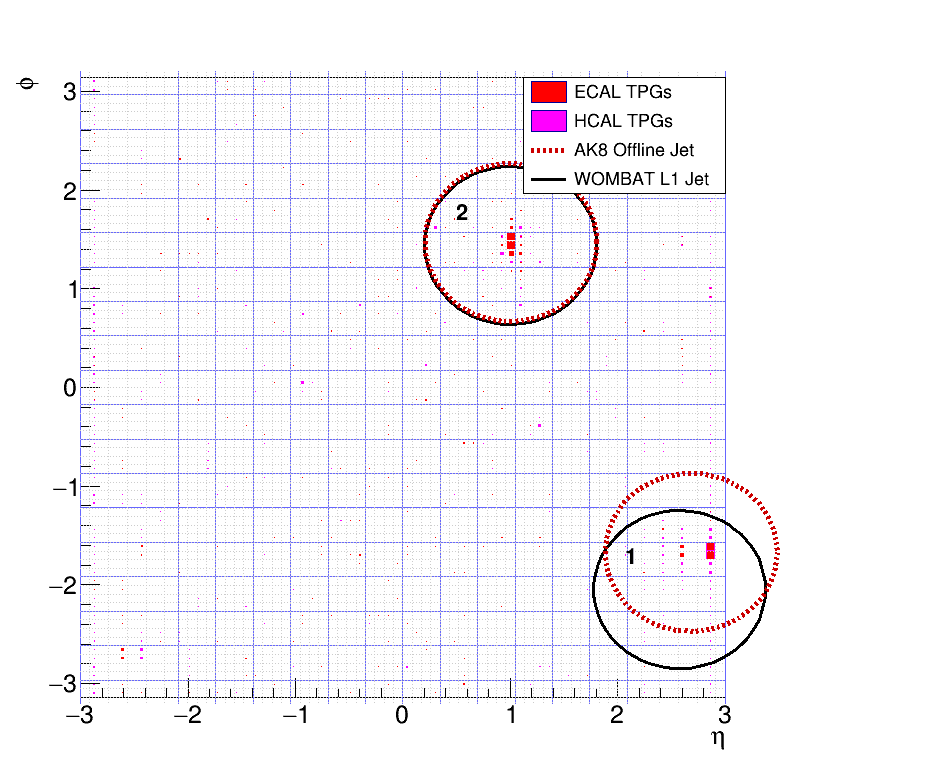 φ
3
ECAL TPGs
HCAL TPGs
AK8 Offline Jet
WOMBAT L1 Jet
2
2
1
0
−1
1
−2
−3
−3 −2 −1 0 1 2 3
η